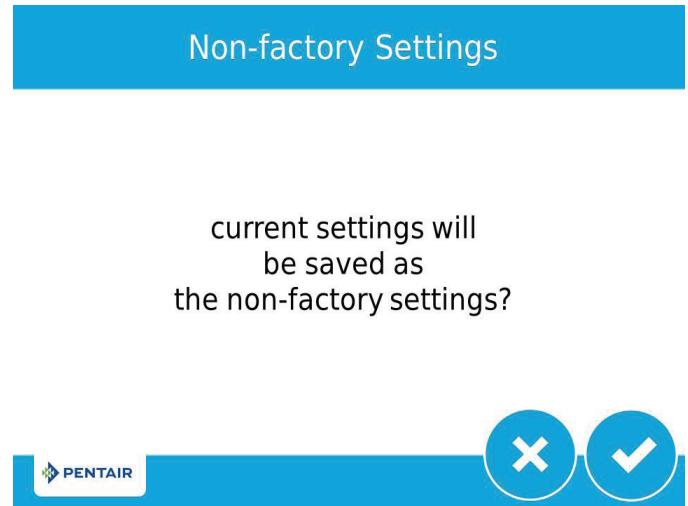 Non-factory Settings
current settings will
be saved as
the non-factory settings?
PENTAIR